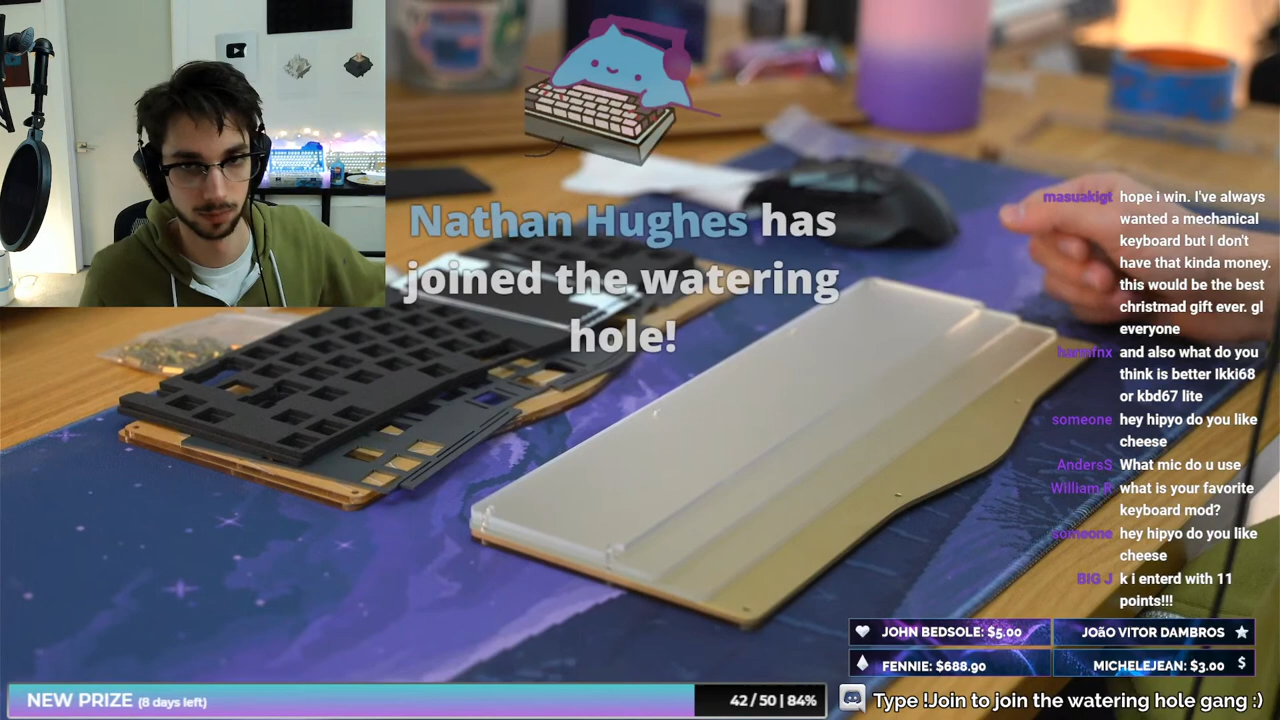 Nathan Hughes has
joined the watering
hole!
masuakigt hope i win. I've always
wanted a mechanical
keyboard but I don't
have that kinda money.
this would be the best
christmad gift ever. gl
everyone
harmfnx and also what do you
think is better Ikki68
or kbd67 lite
someone hey hipyo do you like
cheese
AndersS What mic do u use
William R what is your favorite
keyboard mod?
someone hey hipyo do you like
cheese
BIG J k i enterd with 11
points!!!
JOHN BEDSOLE: $5.00
JOãO VITOR DAMBROS
FENNIE: $688.90
MICHELEJEAN: $3.00 $
NEW PRIZE (8 days left)
42 / 50 | 84%
Type !Join to join the watering hole gang :)